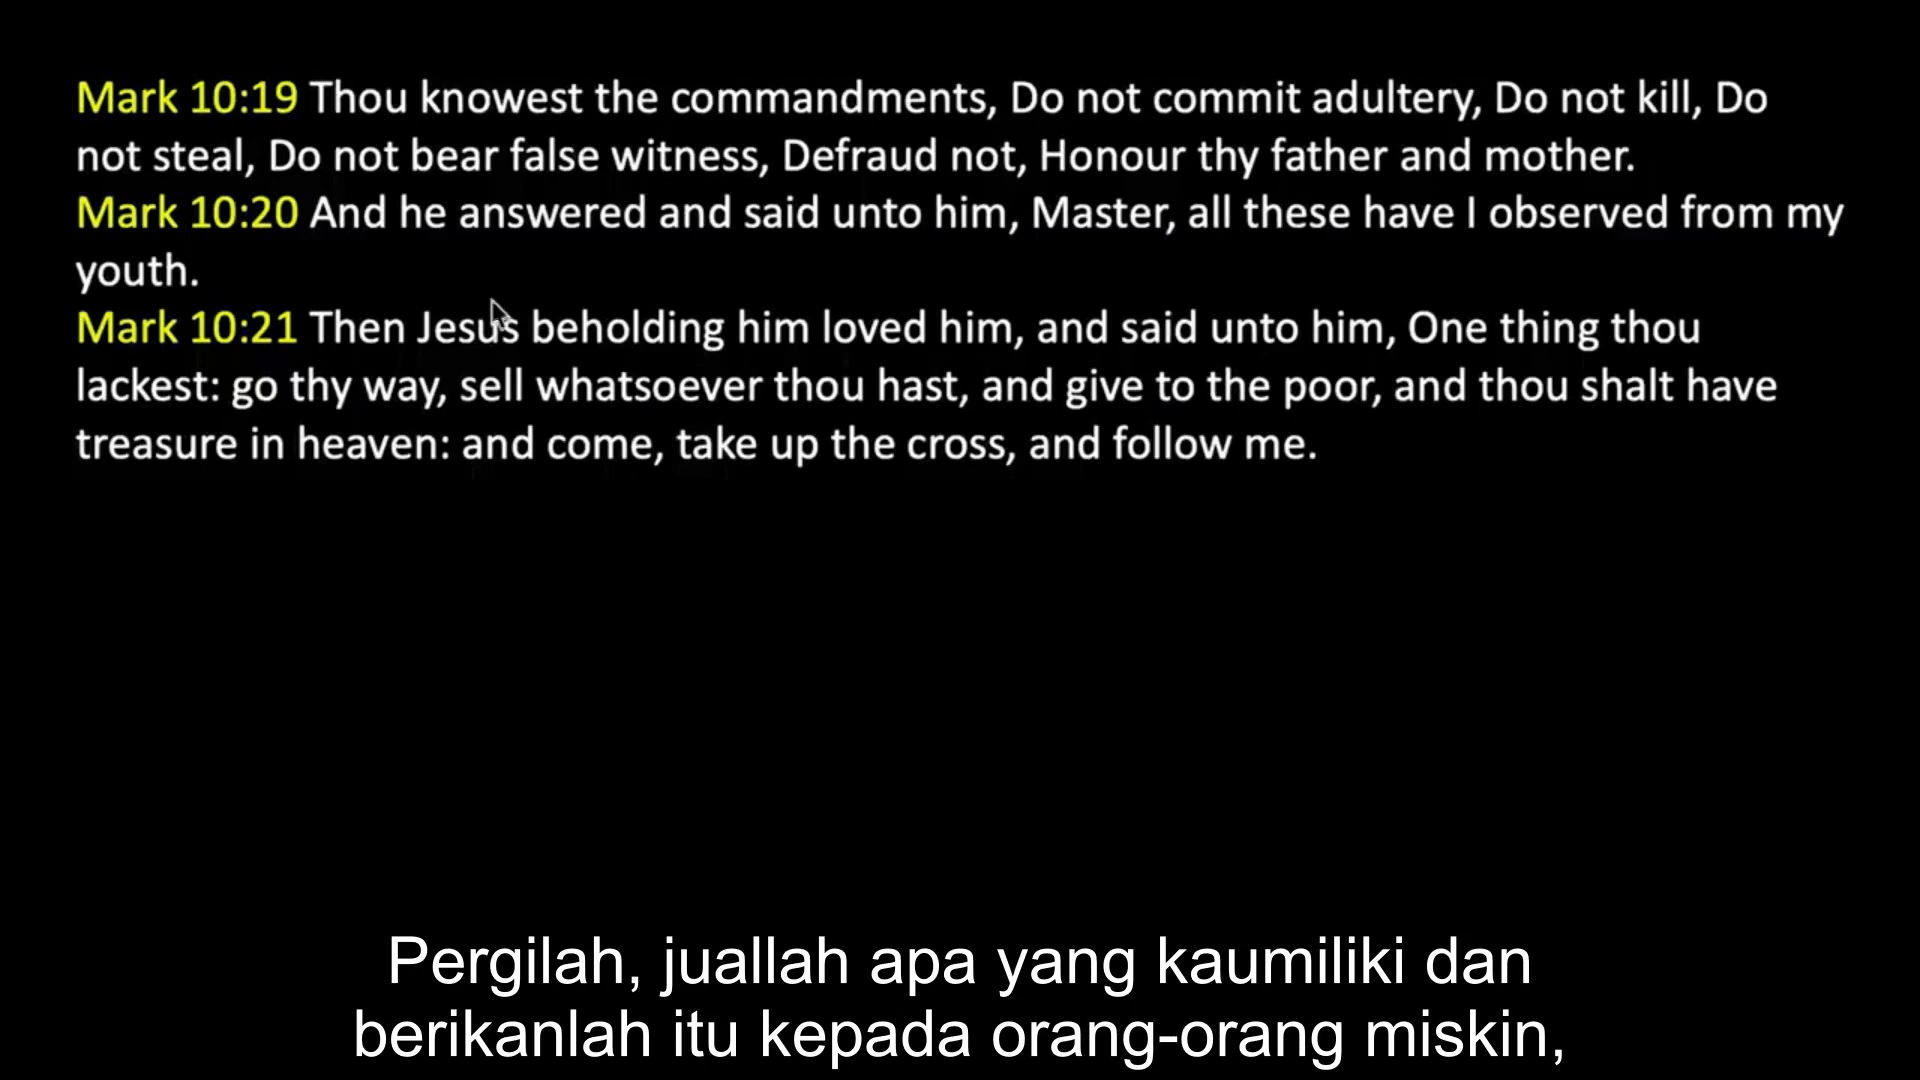 Mark 10:19 Thou knowest the commandments, Do not commit adultery, Do not kill, Do
not steal, Do not bear false witness, Defraud not, Honour thy father and mother.
Mark 10:20 And he answered and said unto him, Master, all these have I observed from my
youth.
Mark 10:21 Then Jesus beholding him loved him, and said unto him, One thing thou
lackest: go thy way, sell whatsoever thou hast, and give to the poor, and thou shalt have
treasure in heaven: and come, take up the cross, and follow me.
Pergilah, juallah apa yang kaumiliki dan
berikanlah itu kepada orang-orang miskin,